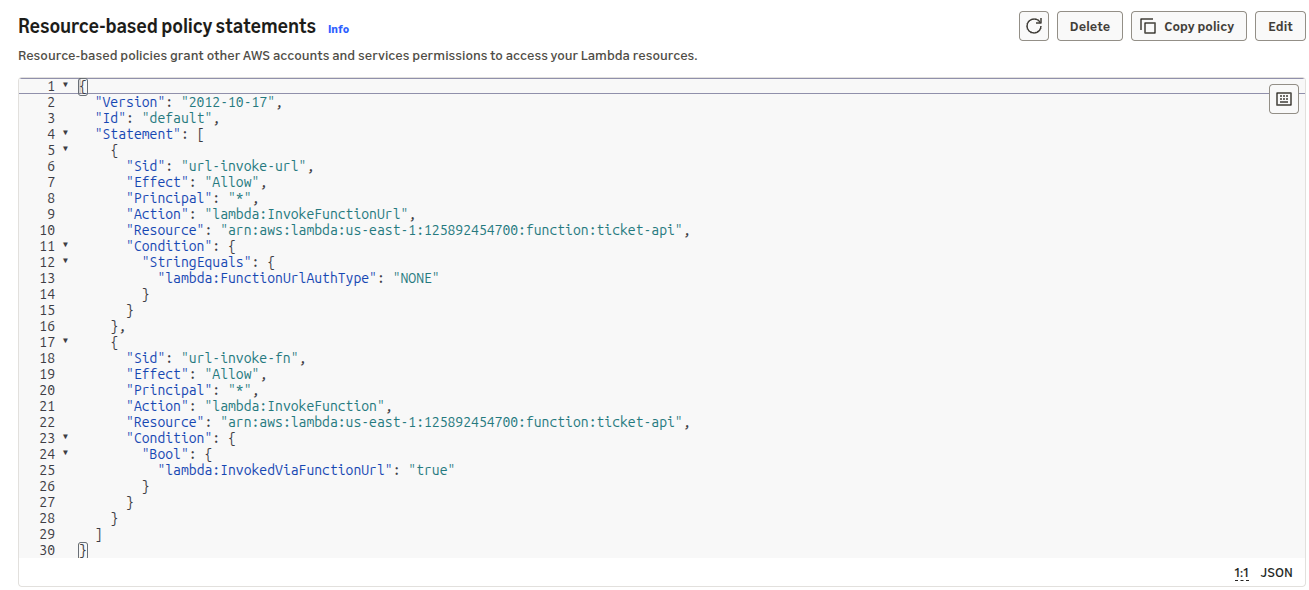 Resource-based policy statements Info
Delete Copy policy Edit
Resource-based policies grant other AWS accounts and services permissions to access your Lambda resources.
1 {
2 "Version": "2012-10-17",
3 "Id": "default",
4 "Statement": [
5 {
6 "Sid": "url-invoke-url",
7 "Effect": "Allow",
8 "Principal": "*",
9 "Action": "lambda:InvokeFunctionUrl",
10 "Resource": "arn:aws:lambda:us-east-1:125892454700:function:ticket-api",
11 "Condition": {
12 "StringEquals": {
13 "lambda:FunctionUrlAuthType": "NONE"
14 }
15 }
16 },
17 {
18 "Sid": "url-invoke-fn",
19 "Effect": "Allow",
20 "Principal": "*",
21 "Action": "lambda:InvokeFunction",
22 "Resource": "arn:aws:lambda:us-east-1:125892454700:function:ticket-api",
23 "Condition": {
24 "Bool": {
25 "lambda:InvokedViaFunctionUrl": "true"
26 }
27 }
28 }
29 ]
30 }
1:1 JSON